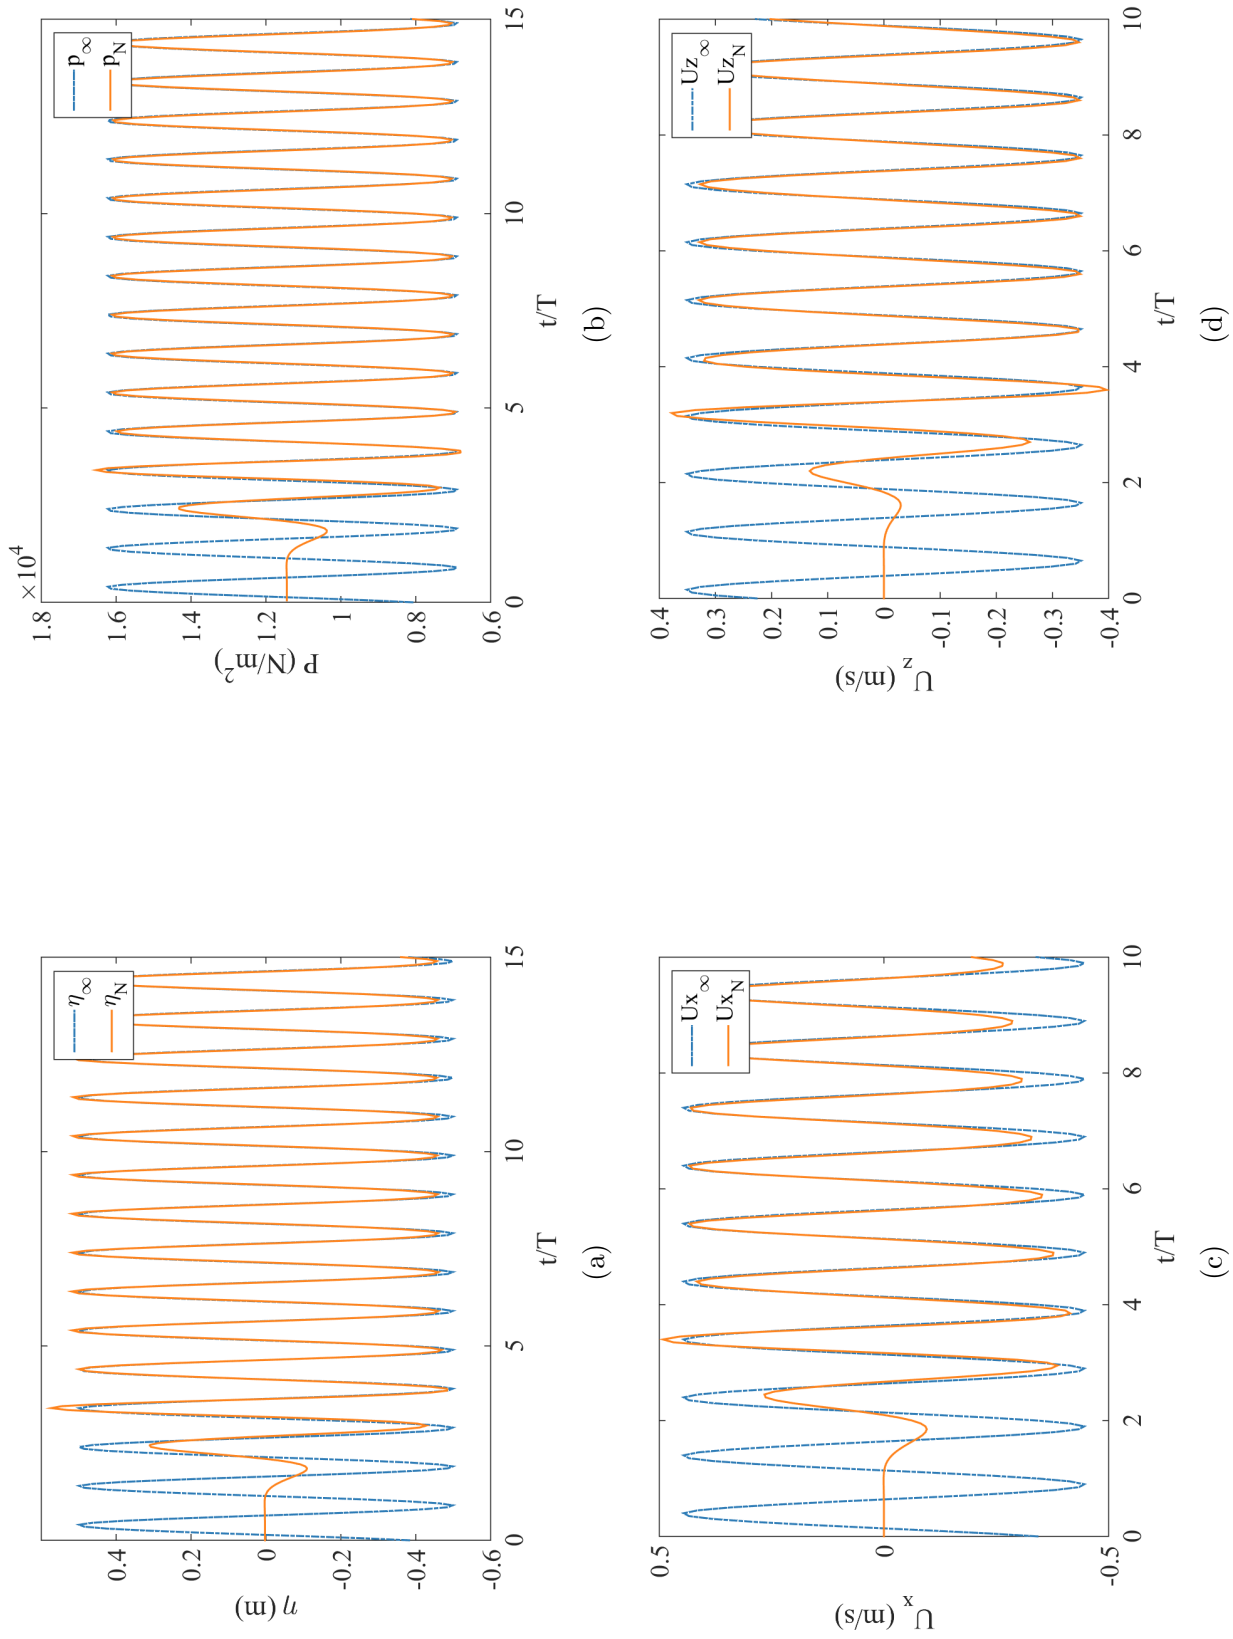 η (m)
0.4
0.2
0
-0.2
-0.4
-0.6
0
5
10
15
t/T
η∞
ηN
(a)
×10⁴
P (N/m²)
1.8
1.6
1.4
1.2
1
0.8
0.6
0
5
10
15
t/T
p∞
pN
(b)
Uₓ (m/s)
0.5
0
-0.5
0
2
4
6
8
10
t/T
Ux∞
UxN
(c)
U_z (m/s)
0.4
0.3
0.2
0.1
0
-0.1
-0.2
-0.3
-0.4
0
2
4
6
8
10
t/T
Uz∞
UzN
(d)